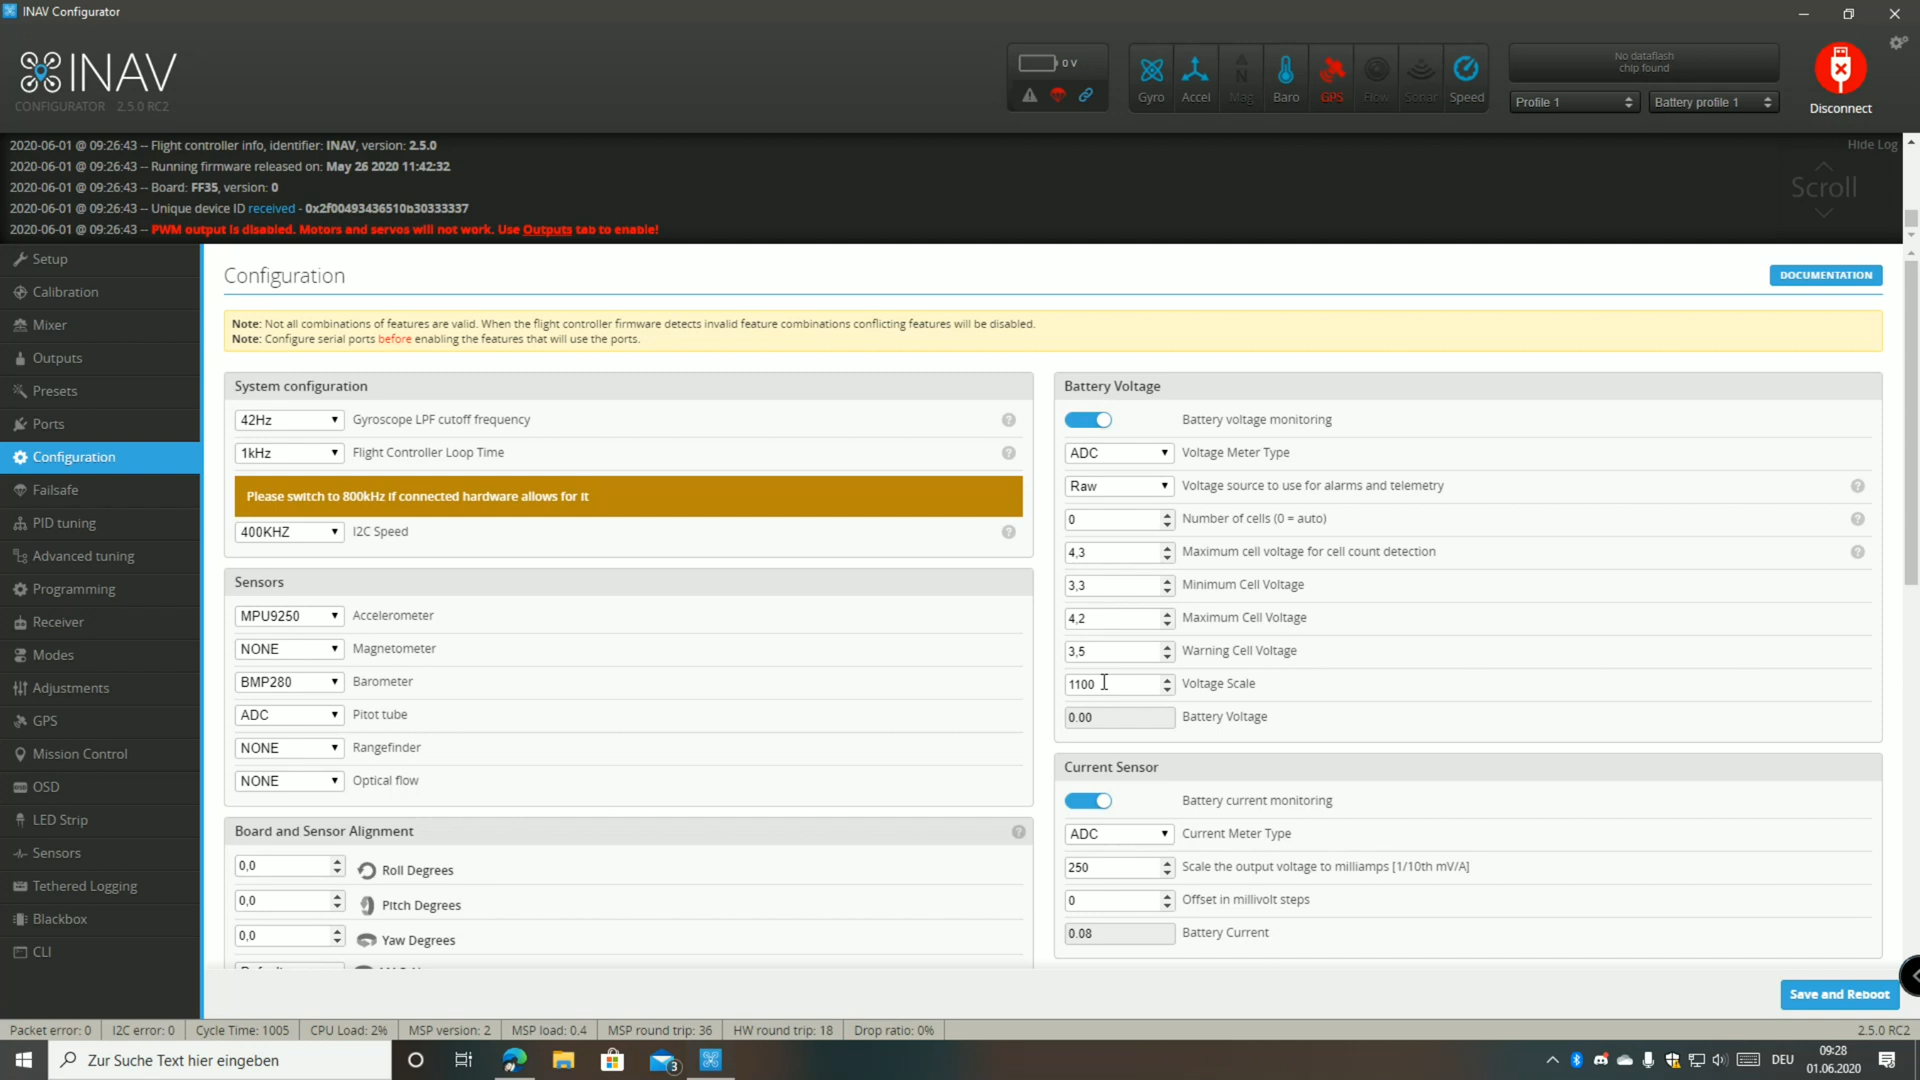 INAV Configurator
INAV
CONFIGURATOR 2.5.0 RC2
0 V
Gyro
Accel
Mag
Baro
GPS
Flow
Sonar
Speed
No dataflash
chip found
Profile 1
Battery profile 1
Disconnect
2020-06-01 @ 09:26:43 -- Flight controller info, identifier: INAV, version: 2.5.0
2020-06-01 @ 09:26:43 -- Running firmware released on: May 26 2020 11:42:32
2020-06-01 @ 09:26:43 -- Board: FF35, version: 0
2020-06-01 @ 09:26:43 -- Unique device ID received - 0x2f00493436510b30333337
2020-06-01 @ 09:26:43 -- PWM output is disabled. Motors and servos will not work. Use Outputs tab to enable!
Hide Log
Scroll
Setup
Calibration
Mixer
Outputs
Presets
Ports
Configuration
Failsafe
PID tuning
Advanced tuning
Programming
Receiver
Modes
Adjustments
GPS
Mission Control
OSD
LED Strip
Sensors
Tethered Logging
Blackbox
CLI
Configuration
DOCUMENTATION
Note: Not all combinations of features are valid. When the flight controller firmware detects invalid feature combinations conflicting features will be disabled.
Note: Configure serial ports before enabling the features that will use the ports.
System configuration
42Hz Gyroscope LPF cutoff frequency
1kHz Flight Controller Loop Time
Please switch to 800kHz if connected hardware allows for it
400KHZ I2C Speed
Sensors
MPU9250 Accelerometer
NONE Magnetometer
BMP280 Barometer
ADC Pitot tube
NONE Rangefinder
NONE Optical flow
Board and Sensor Alignment
0,0 Roll Degrees
0,0 Pitch Degrees
0,0 Yaw Degrees
Battery Voltage
Battery voltage monitoring
ADC Voltage Meter Type
Raw Voltage source to use for alarms and telemetry
0 Number of cells (0 = auto)
4,3 Maximum cell voltage for cell count detection
3,3 Minimum Cell Voltage
4,2 Maximum Cell Voltage
3,5 Warning Cell Voltage
1100 Voltage Scale
0.00 Battery Voltage
Current Sensor
Battery current monitoring
ADC Current Meter Type
250 Scale the output voltage to milliamps [1/10th mV/A]
0 Offset in millivolt steps
0.08 Battery Current
Save and Reboot
Packet error: 0
I2C error: 0
Cycle Time: 1005
CPU Load: 2%
MSP version: 2
MSP load: 0.4
MSP round trip: 36
HW round trip: 18
Drop ratio: 0%
2.5.0 RC2
Zur Suche Text hier eingeben
3
DEU
09:28
01.06.2020